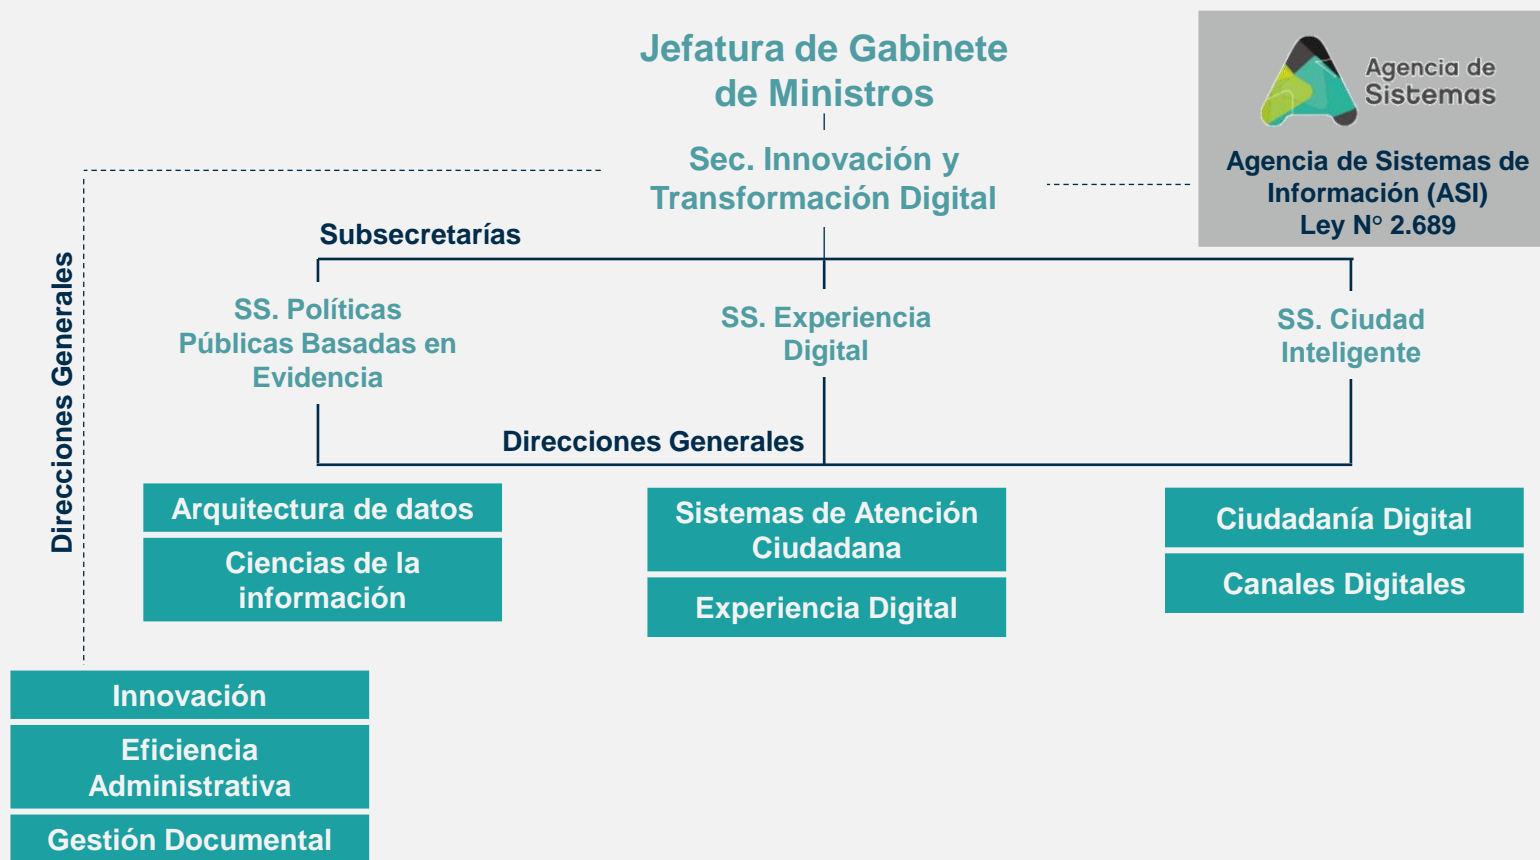 Jefatura de Gabinete
de Ministros
Agencia de
Sistemas
Agencia de Sistemas de
Información (ASI)
Ley N° 2.689
Sec. Innovación y
Transformación Digital
Subsecretarías
SS. Políticas
Públicas Basadas en
Evidencia
SS. Experiencia
Digital
SS. Ciudad
Inteligente
Direcciones Generales
Direcciones Generales
Arquitectura de datos
Ciencias de la
información
Sistemas de Atención
Ciudadana
Experiencia Digital
Ciudadanía Digital
Canales Digitales
Innovación
Eficiencia
Administrativa
Gestión Documental